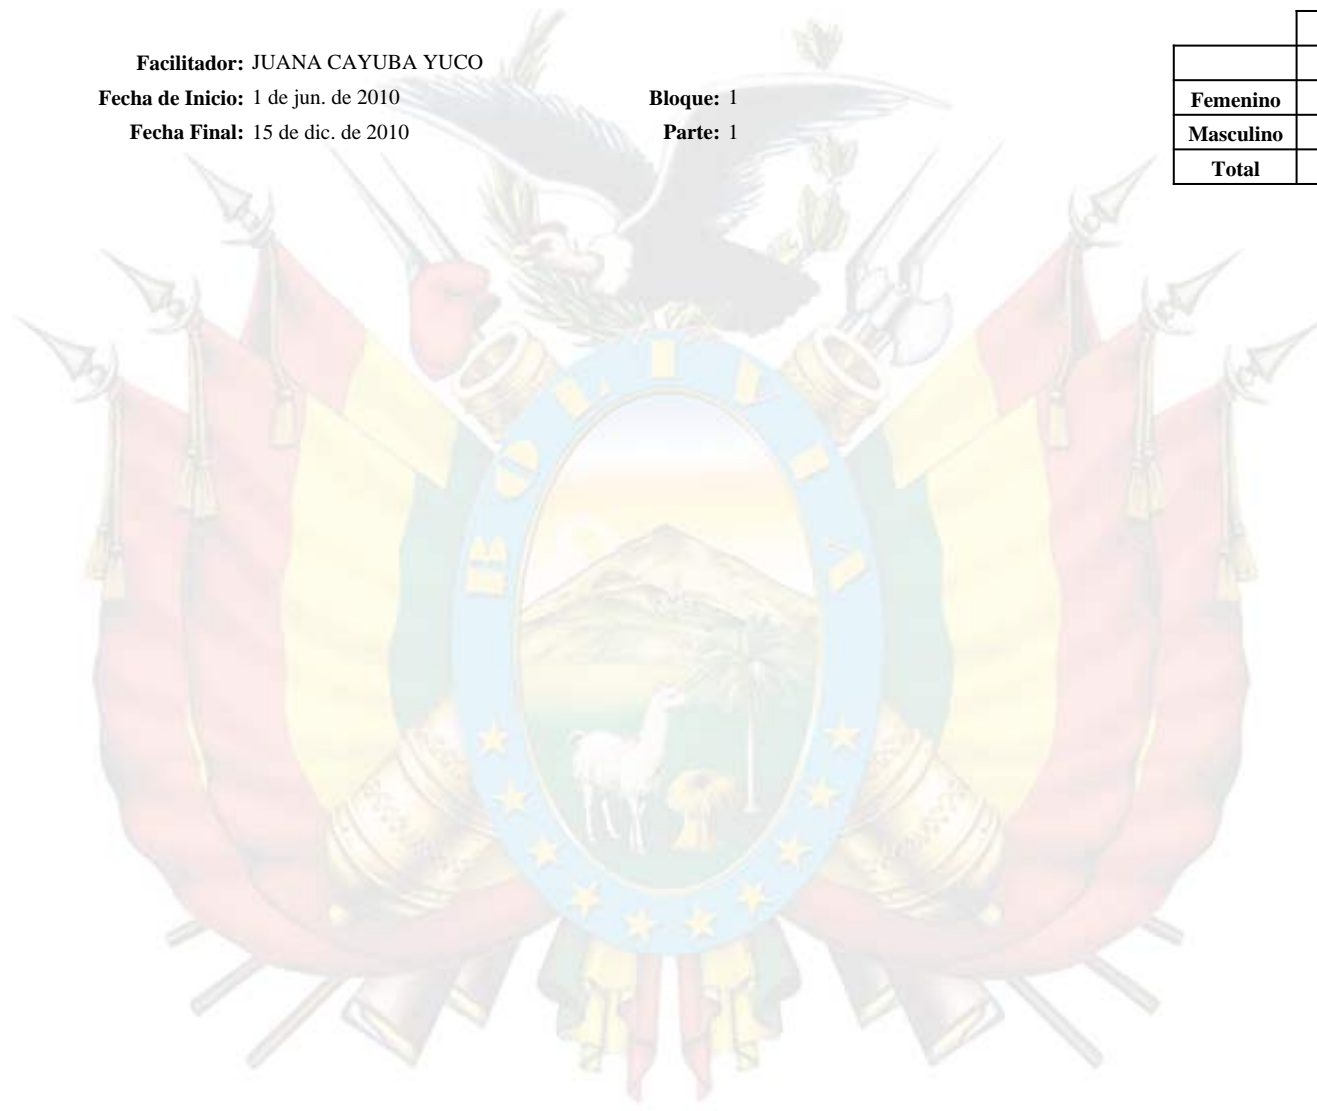 Facilitador: JUANA CAYUBA YUCO
Fecha de Inicio: 1 de jun. de 2010 Bloque: 1
Fecha Final: 15 de dic. de 2010 Parte: 1
Femenino
Masculino
Total
BOLIVIA